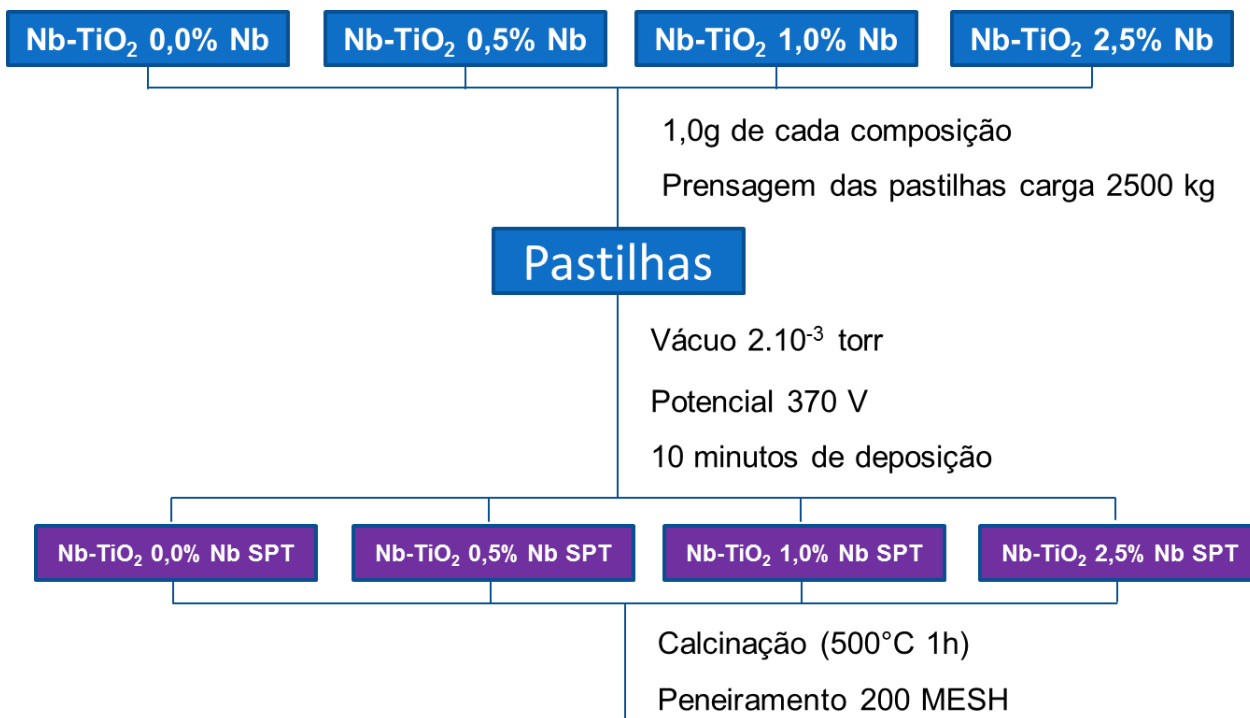 Nb-TiO₂ 0,0% Nb
Nb-TiO₂ 0,5% Nb
Nb-TiO₂ 1,0% Nb
Nb-TiO₂ 2,5% Nb
1,0g de cada composição
Prensagem das pastilhas carga 2500 kg
Pastilhas
Vácuo 2.10⁻³ torr
Potencial 370 V
10 minutos de deposição
Nb-TiO₂ 0,0% Nb SPT
Nb-TiO₂ 0,5% Nb SPT
Nb-TiO₂ 1,0% Nb SPT
Nb-TiO₂ 2,5% Nb SPT
Calcinação (500°C 1h)
Peneiramento 200 MESH